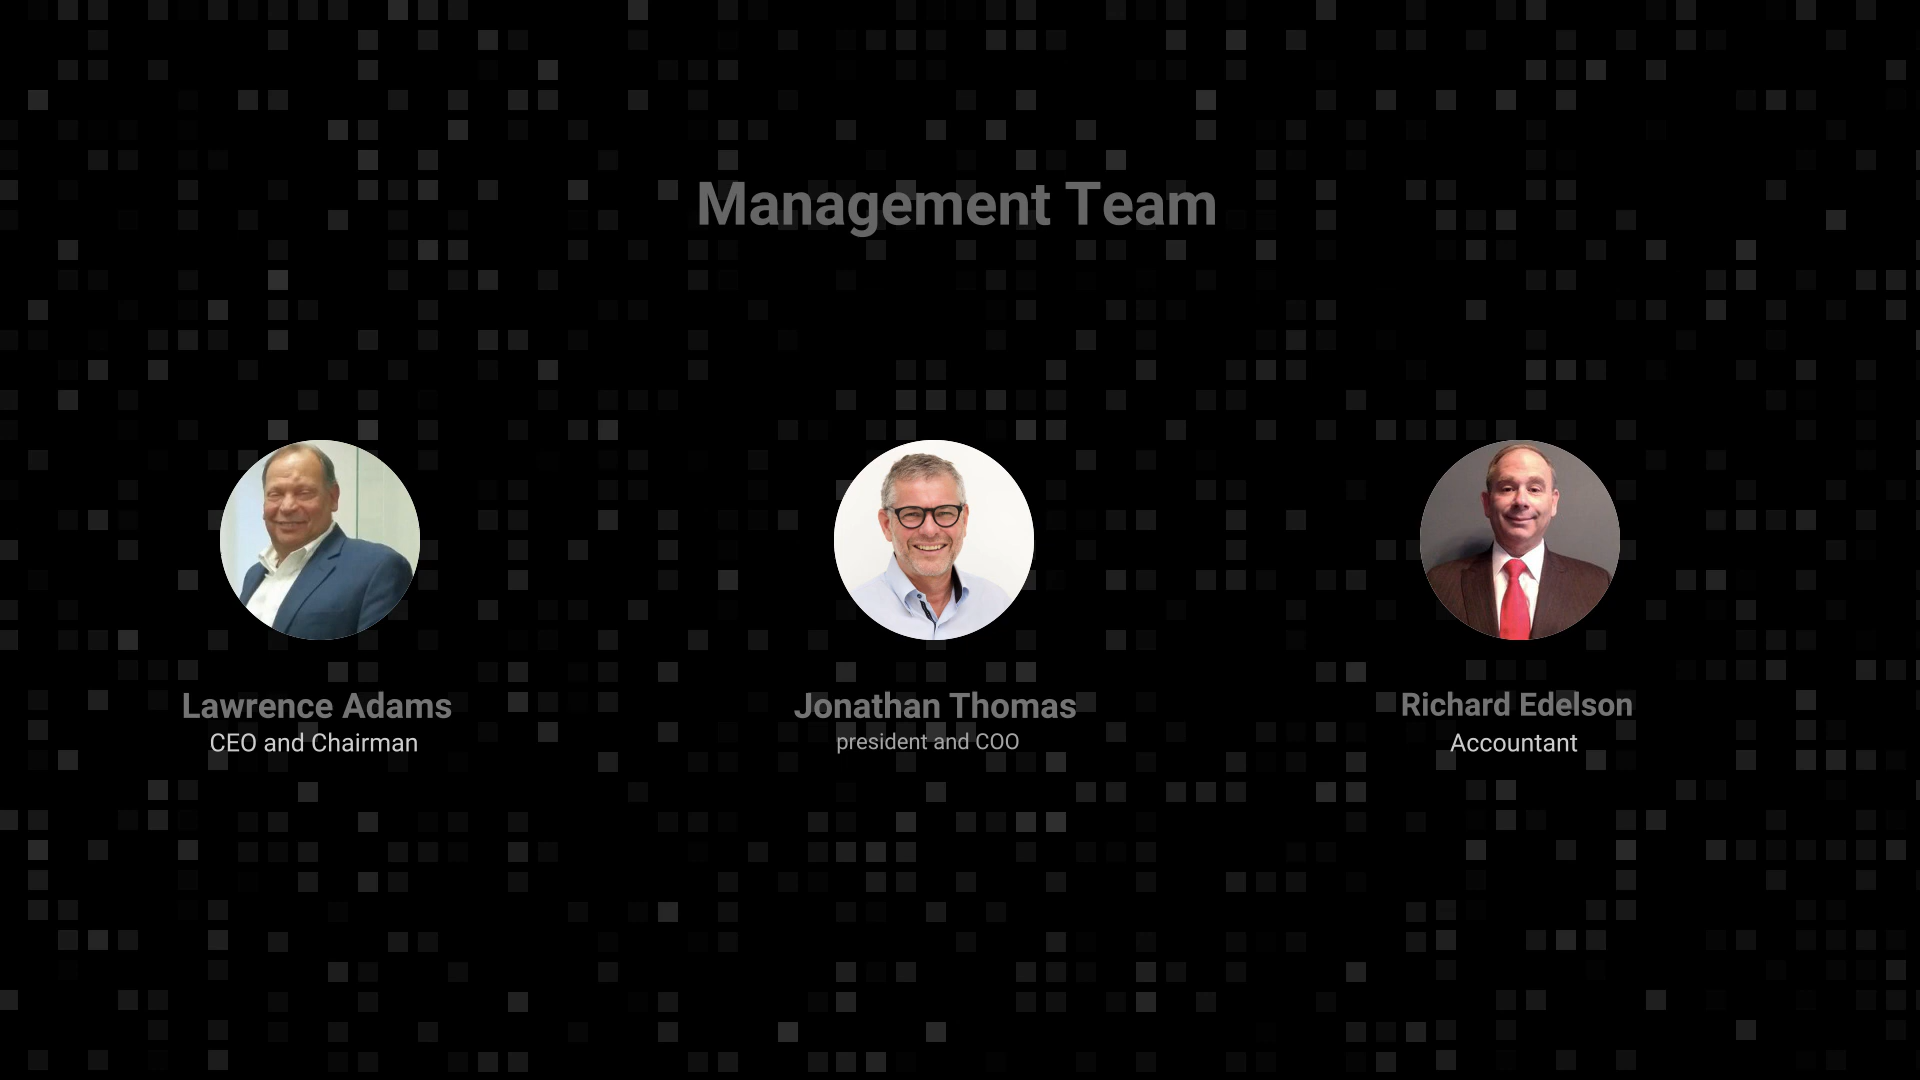 Management Team
Lawrence Adams
CEO and Chairman
Jonathan Thomas
president and COO
Richard Edelson
Accountant